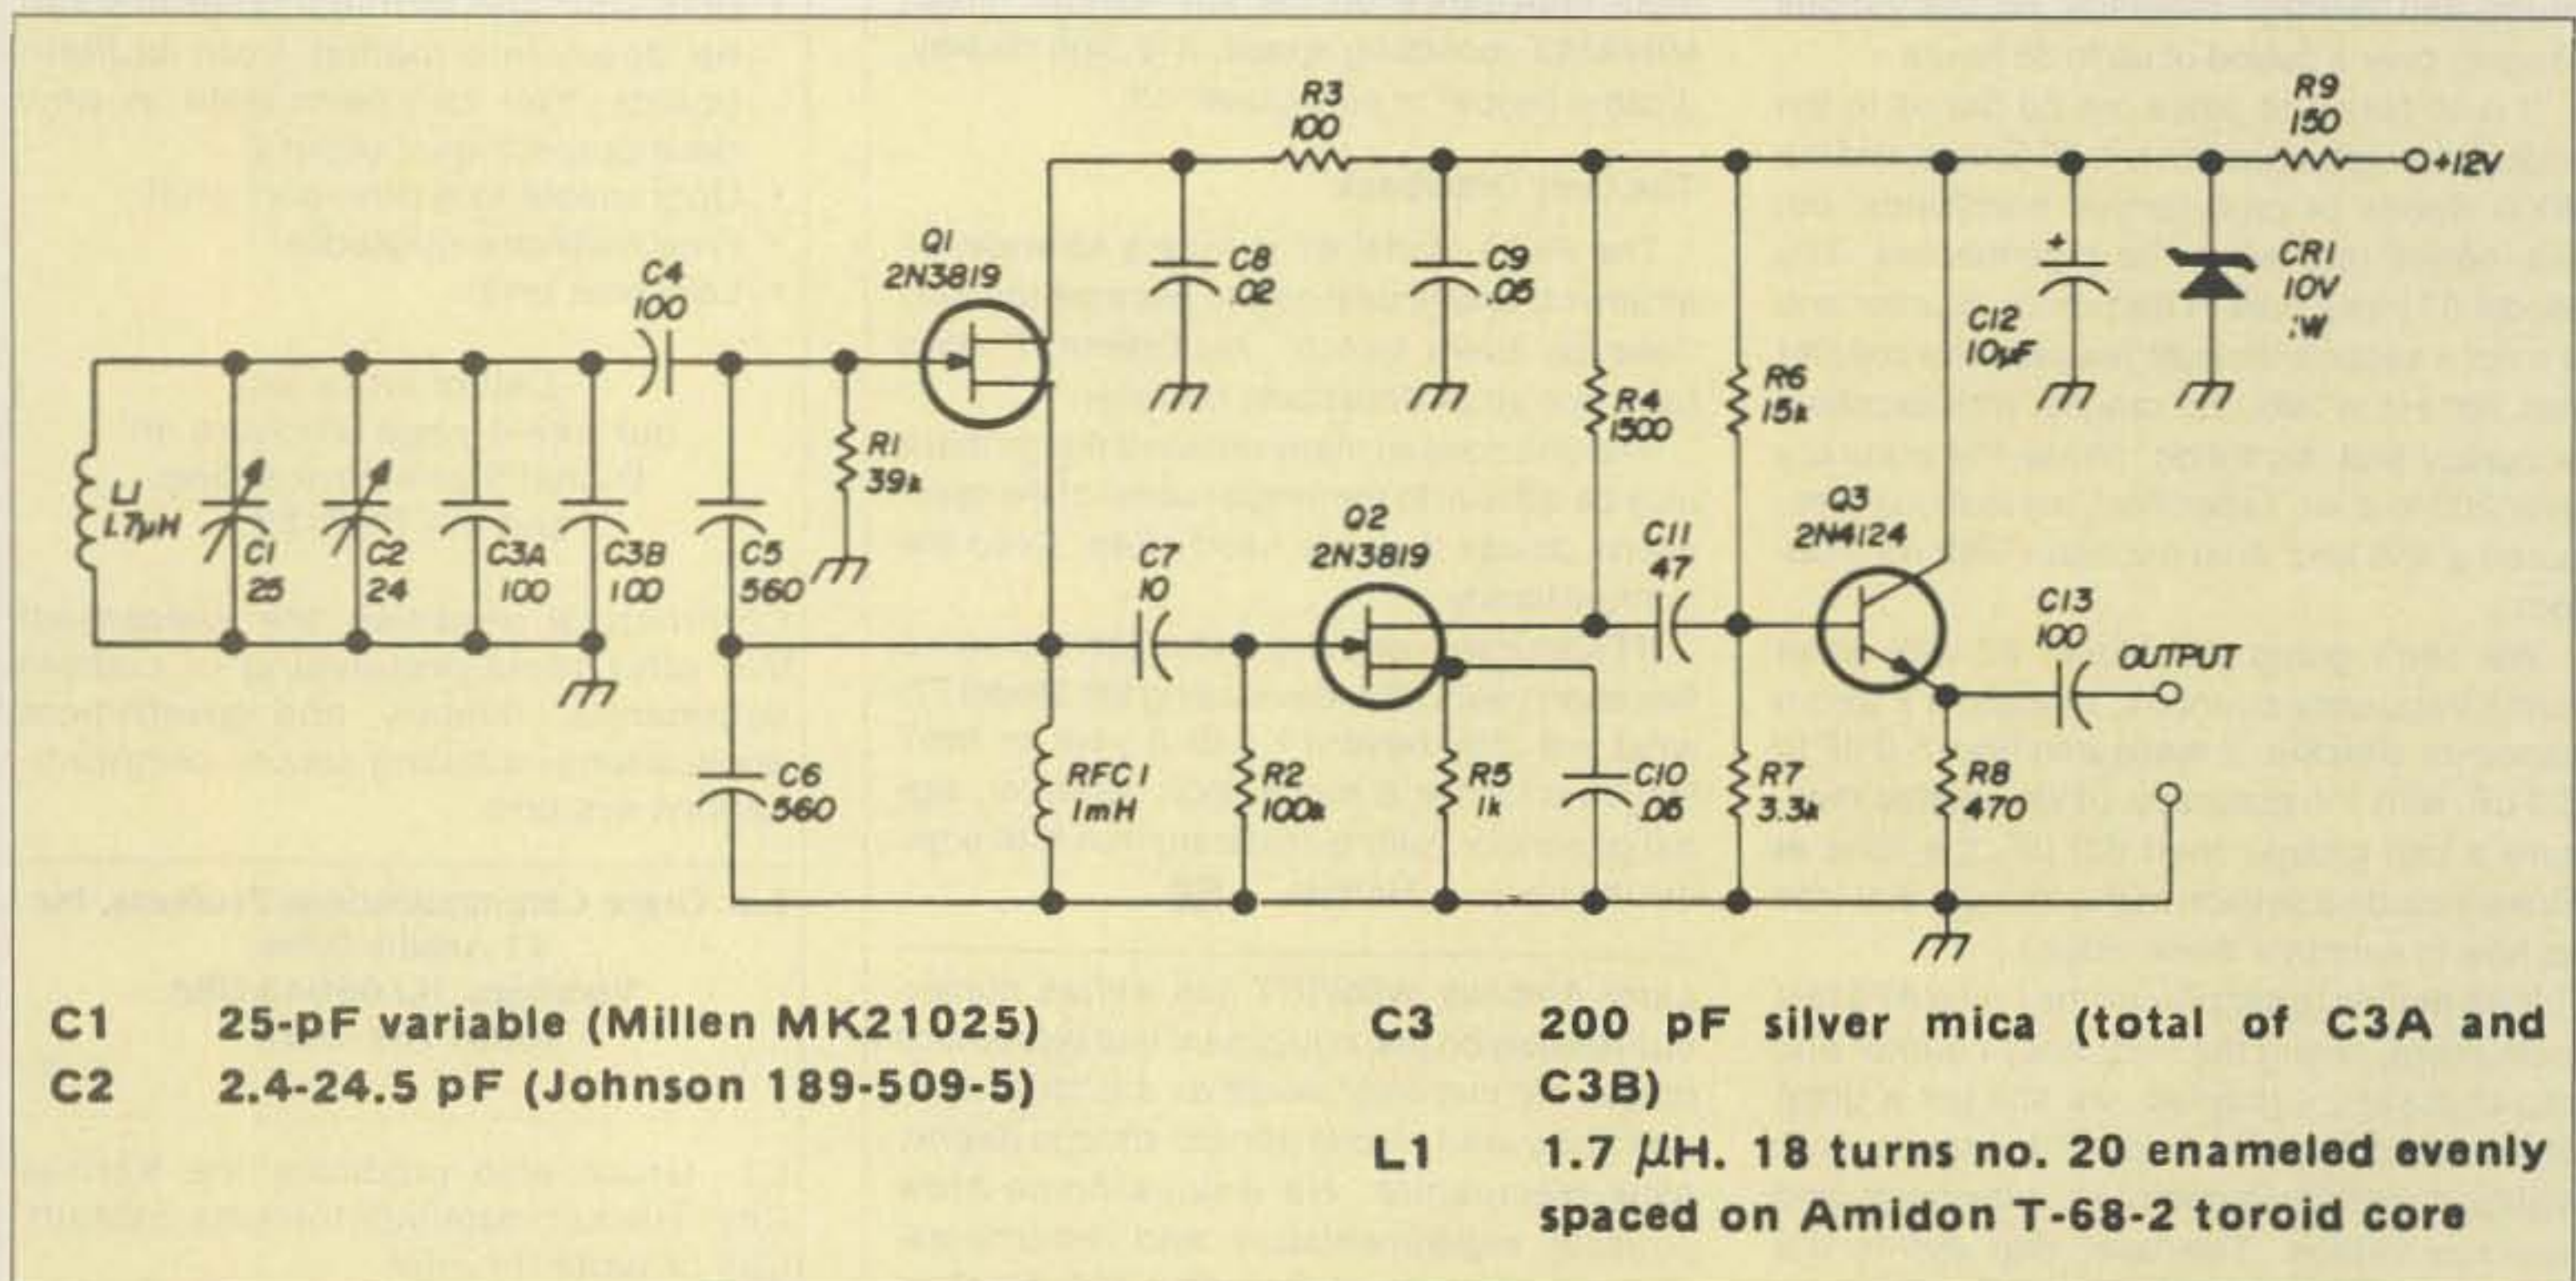 R3
100
R9
150
+12V
Q1
2N3819
C4
100
C8
.02
C9
.05
CR1
10V
C12
10µF
R4
1500
R6
15k
R1
39k
L1
1.7µH
C1
25
C2
24
C3A
100
C3B
100
C5
560
C7
10
Q2
2N3819
C11
47
Q3
2N4124
C13
100
OUTPUT
C6
560
RFC1
1mH
R2
100k
R5
1k
C10
.05
R7
3.3k
R8
470
C1 25-pF variable (Millen MK21025)
C2 2.4-24.5 pF (Johnson 189-509-5)
C3 200 pF silver mica (total of C3A and
C3B)
L1 1.7 µH. 18 turns no. 20 enameled evenly
spaced on Amidon T-68-2 toroid core